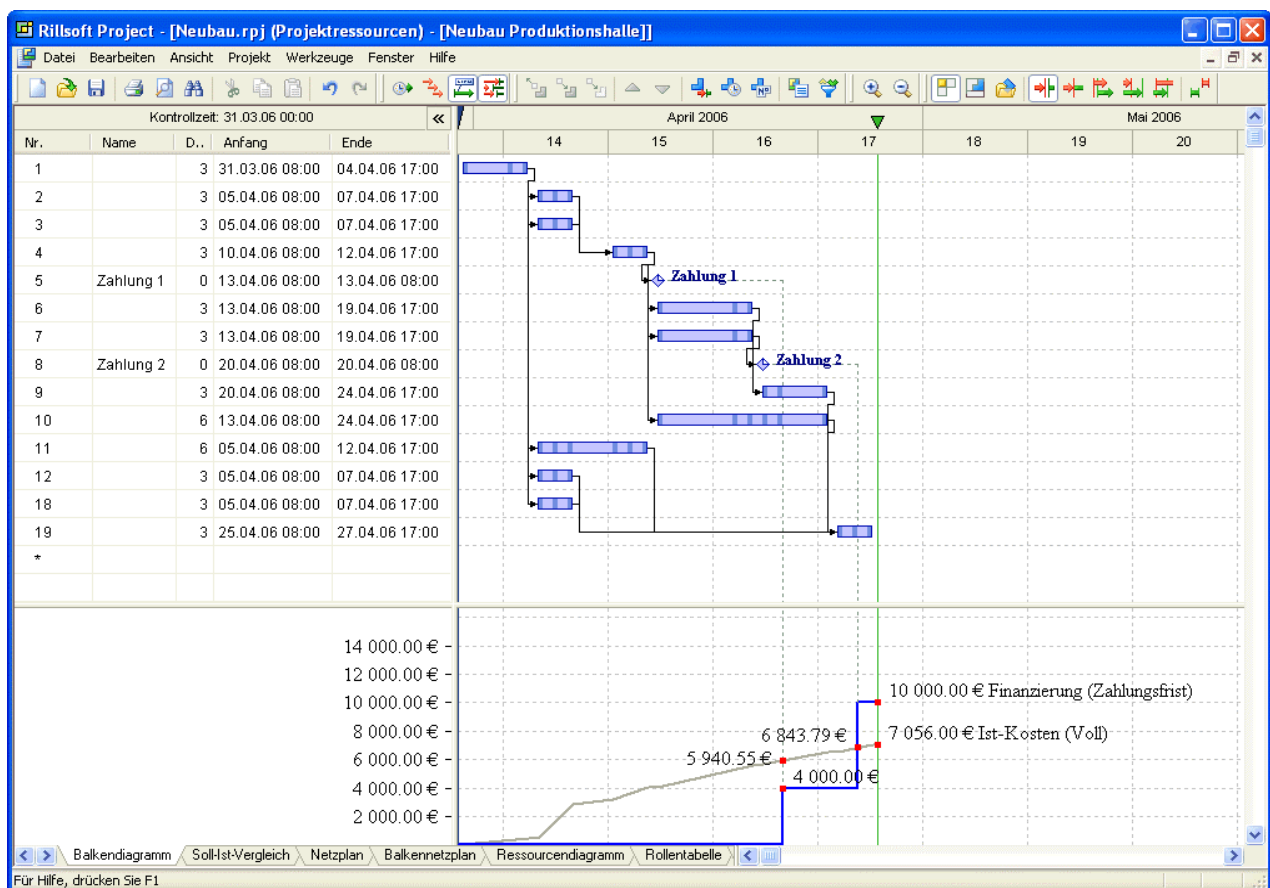 Rillsoft Project - [Neubau.rpj (Projektressourcen) - [Neubau Produktionshalle]]
Datei Bearbeiten Ansicht Projekt Werkzeuge Fenster Hilfe
Kontrollzeit: 31.03.06 00:00 « April 2006 Mai 2006
Nr. Name D.. Anfang Ende 14 15 16 17 18 19 20
1 3 31.03.06 08:00 04.04.06 17:00
2 3 05.04.06 08:00 07.04.06 17:00
3 3 05.04.06 08:00 07.04.06 17:00
4 3 10.04.06 08:00 12.04.06 17:00
5 Zahlung 1 0 13.04.06 08:00 13.04.06 08:00 Zahlung 1
6 3 13.04.06 08:00 19.04.06 17:00
7 3 13.04.06 08:00 19.04.06 17:00
8 Zahlung 2 0 20.04.06 08:00 20.04.06 08:00 Zahlung 2
9 3 20.04.06 08:00 24.04.06 17:00
10 6 13.04.06 08:00 24.04.06 17:00
11 6 05.04.06 08:00 12.04.06 17:00
12 3 05.04.06 08:00 07.04.06 17:00
18 3 05.04.06 08:00 07.04.06 17:00
19 3 25.04.06 08:00 27.04.06 17:00
*
14 000.00 €
12 000.00 €
10 000.00 € 10 000.00 € Finanzierung (Zahlungsfrist)
8 000.00 € 6 843.79 € 7 056.00 € Ist-Kosten (Voll)
6 000.00 € 5 940.55 €
4 000.00 € 4 000.00 €
2 000.00 €
Balkendiagramm Soll-Ist-Vergleich Netzplan Balkennetzplan Ressourcendiagramm Rollentabelle
Für Hilfe, drücken Sie F1